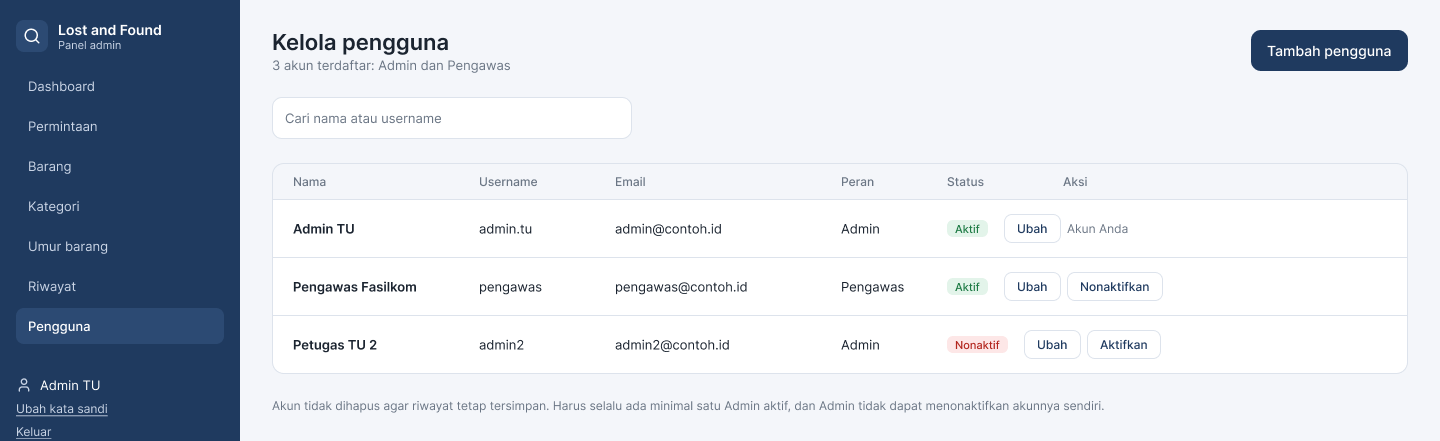 Lost and Found
Panel admin
Dashboard
Permintaan
Barang
Kategori
Umur barang
Riwayat
Pengguna
Admin TU
Ubah kata sandi
Keluar
Kelola pengguna
3 akun terdaftar: Admin dan Pengawas
Tambah pengguna
Cari nama atau username
Nama Username Email Peran Status Aksi
Admin TU admin.tu admin@contoh.id Admin Aktif Ubah Akun Anda
Pengawas Fasilkom pengawas pengawas@contoh.id Pengawas Aktif Ubah Nonaktifkan
Petugas TU 2 admin2 admin2@contoh.id Admin Nonaktif Ubah Aktifkan
Akun tidak dihapus agar riwayat tetap tersimpan. Harus selalu ada minimal satu Admin aktif, dan Admin tidak dapat menonaktifkan akunnya sendiri.